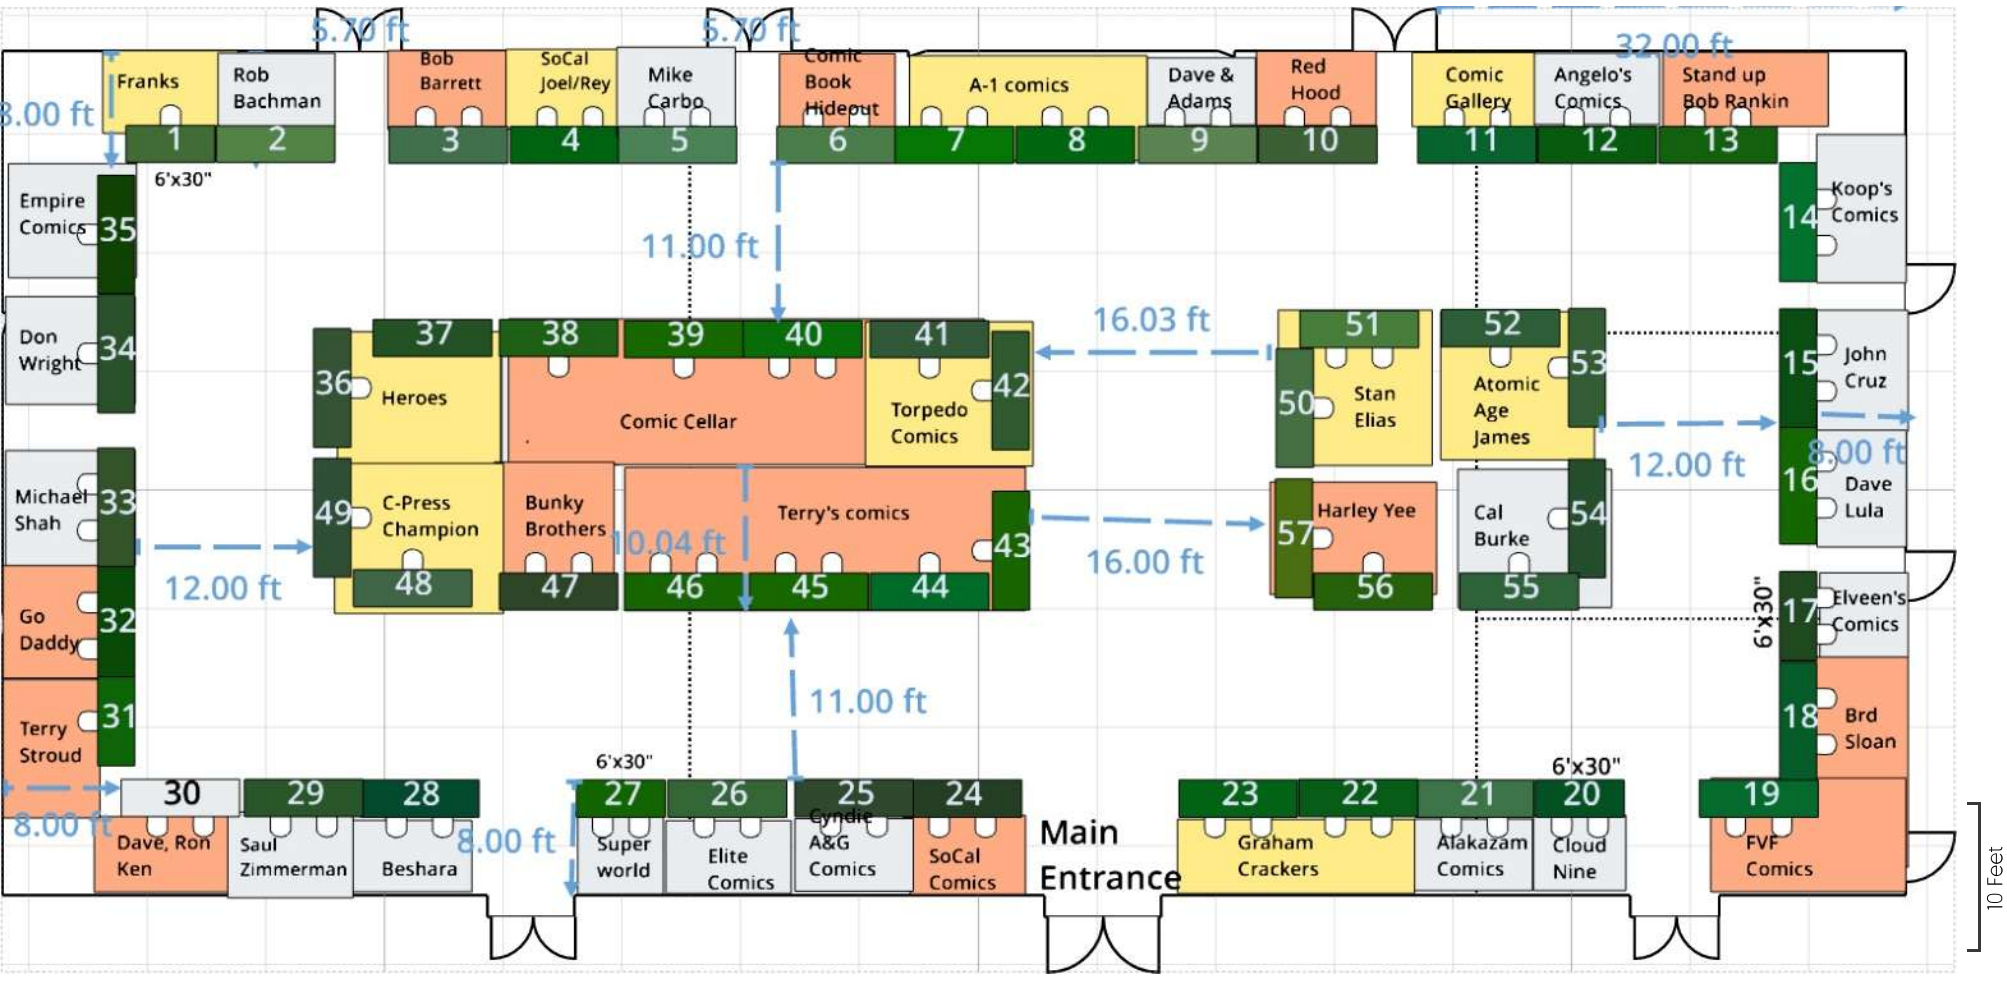 5.70 ft
5.70 ft
32.00 ft
Franks
Rob
Bachman
Bob
Barrett
SoCal
Joel/Rey
Mike
Carbo
Comic
Book
Hideout
A-1 comics
Dave &
Adams
Red
Hood
Comic
Gallery
Angelo's
Comics
Stand up
Bob Rankin
8.00 ft
1
2
3
4
5
6
7
8
9
10
11
12
13
6'x30"
Empire
Comics
35
Koop's
Comics
14
11.00 ft
Don
Wright
34
16.03 ft
John
Cruz
15
36
37
Heroes
38
39
40
Comic Cellar
41
Torpedo
Comics
42
51
50
Stan
Elias
52
53
Atomic
Age
James
12.00 ft
8.00 ft
16
Dave
Lula
Michael
Shah
33
12.00 ft
49
C-Press
Champion
48
Bunky
Brothers
47
10.04 ft
Terry's comics
46
45
44
43
16.00 ft
57
Harley Yee
56
Cal
Burke
54
55
6'x30"
17
Elveen's
Comics
Go
Daddy
32
Terry
Stroud
31
11.00 ft
18
Brd
Sloan
8.00 ft
30
29
28
6'x30"
27
26
25
24
23
22
21
6'x30"
20
19
Dave, Ron
Ken
Saul
Zimmerman
Beshara
8.00 ft
Super
world
Elite
Comics
Cyndie
A&G
Comics
SoCal
Comics
Main
Entrance
Graham
Crackers
Alakazam
Comics
Cloud
Nine
FVF
Comics
10 Feet